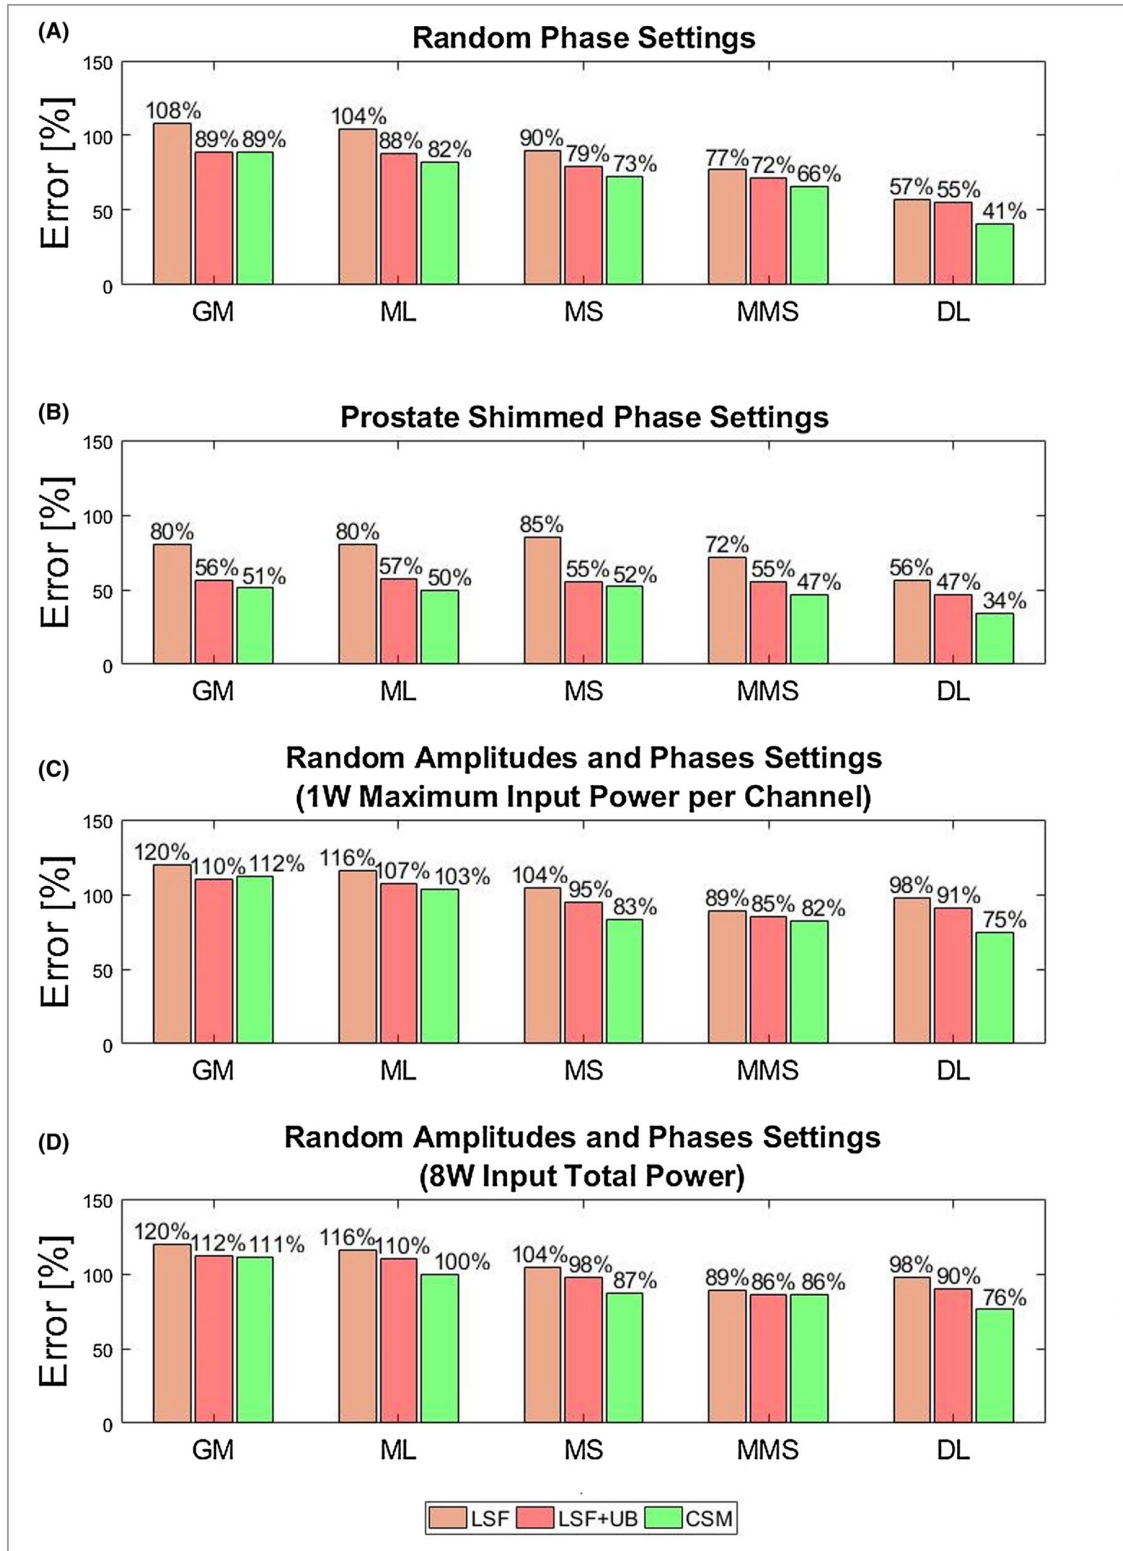 (A)
Random Phase Settings
Error [%]
150
100
50
0
108% 89% 89% 104% 88% 82% 90% 79% 73% 77% 72% 66% 57% 55% 41%
GM ML MS MMS DL
(B)
Prostate Shimmed Phase Settings
Error [%]
150
100
50
0
80% 56% 51% 80% 57% 50% 85% 55% 52% 72% 55% 47% 56% 47% 34%
GM ML MS MMS DL
(C)
Random Amplitudes and Phases Settings
(1W Maximum Input Power per Channel)
Error [%]
150
100
50
0
120% 110% 112% 116% 107% 103% 104% 95% 83% 89% 85% 82% 98% 91% 75%
GM ML MS MMS DL
(D)
Random Amplitudes and Phases Settings
(8W Input Total Power)
Error [%]
150
100
50
0
120% 112% 111% 116% 110% 100% 104% 98% 87% 89% 86% 86% 98% 90% 76%
GM ML MS MMS DL
LSF LSF+UB CSM